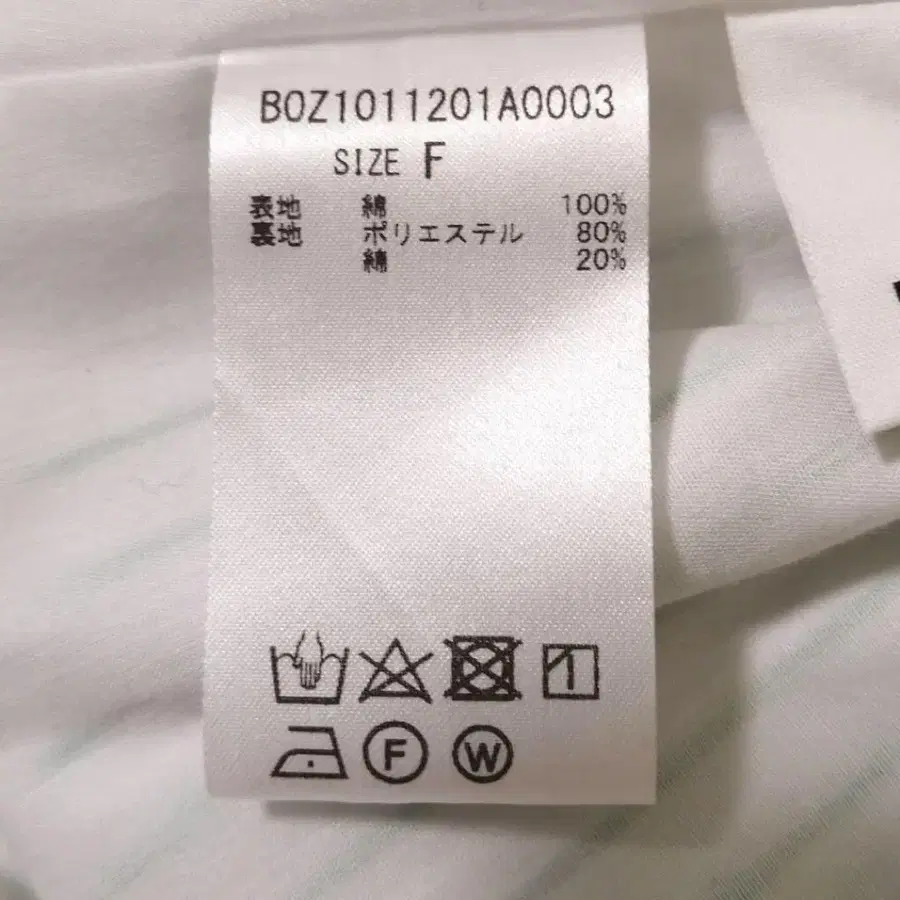 B0Z1011201A0003
SIZE F
表地 綿 100%
裏地 ポリエステル 80%
綿 20%
F W